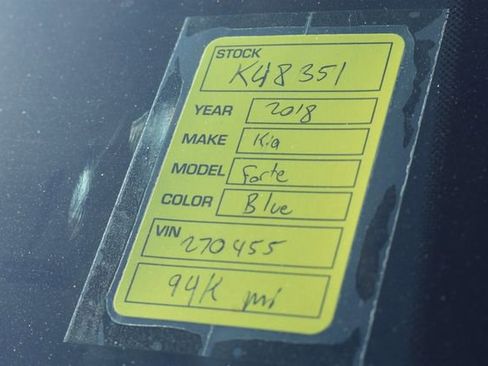 STOCK
K48351
YEAR 2018
MAKE Kia
MODEL Forte
COLOR Blue
VIN 270455
94K mi